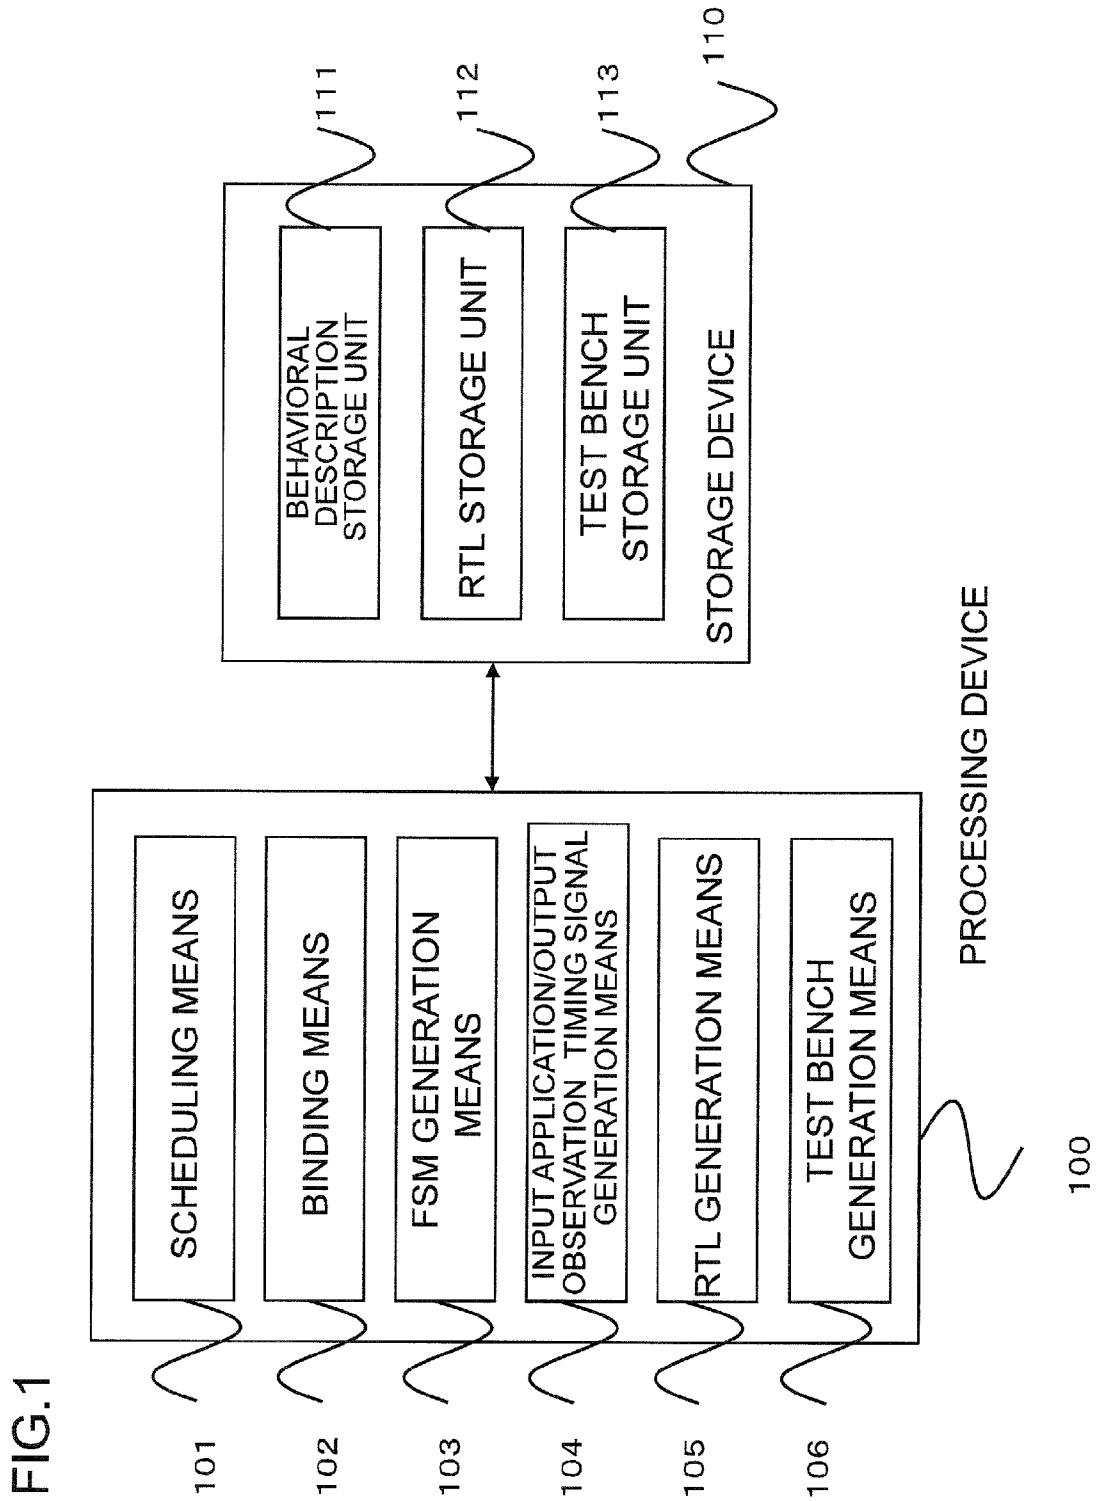 FIG.1
101
SCHEDULING MEANS
102
BINDING MEANS
103
FSM GENERATION
MEANS
104
INPUT APPLICATION/OUTPUT
OBSERVATION TIMING SIGNAL
GENERATION MEANS
105
RTL GENERATION MEANS
106
TEST BENCH
GENERATION MEANS
100
PROCESSING DEVICE
111
BEHAVIORAL
DESCRIPTION
STORAGE UNIT
112
RTL STORAGE UNIT
113
TEST BENCH
STORAGE UNIT
STORAGE DEVICE
110